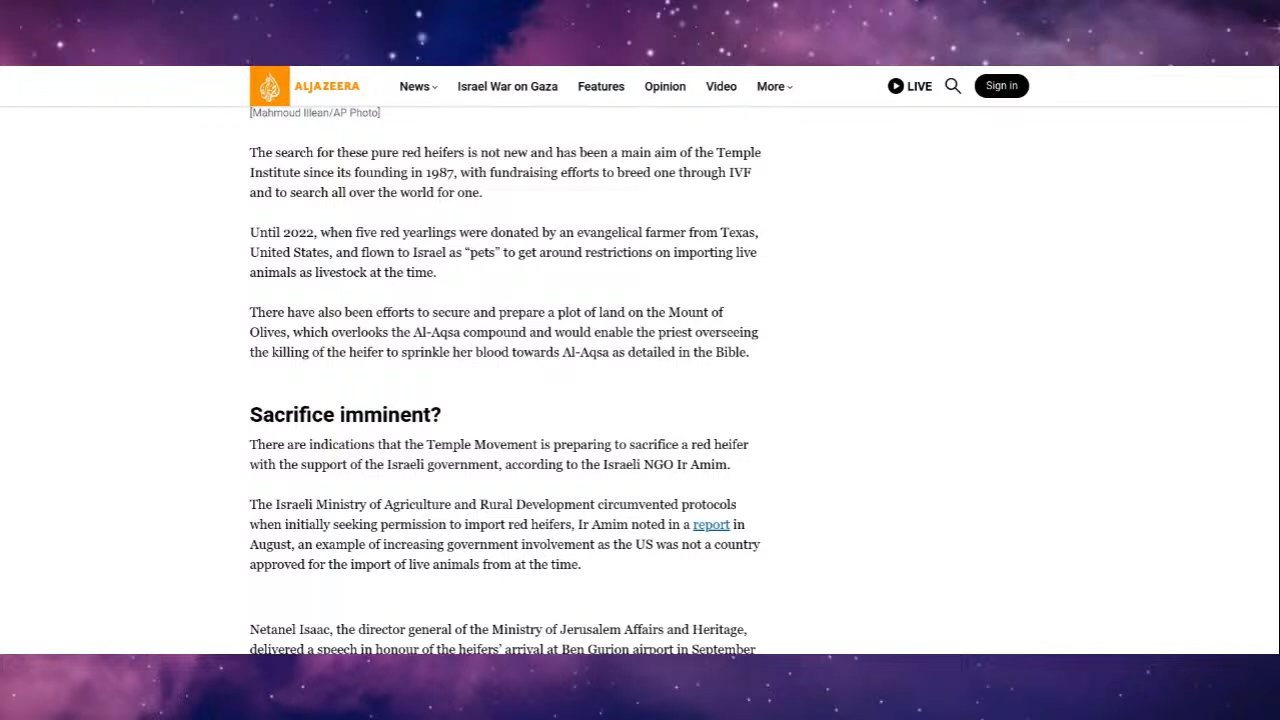 ALJAZEERA
News
Israel War on Gaza
Features
Opinion
Video
More
LIVE
Sign in
[Mahmoud Illean/AP Photo]
The search for these pure red heifers is not new and has been a main aim of the Temple
Institute since its founding in 1987, with fundraising efforts to breed one through IVF
and to search all over the world for one.
Until 2022, when five red yearlings were donated by an evangelical farmer from Texas,
United States, and flown to Israel as “pets” to get around restrictions on importing live
animals as livestock at the time.
There have also been efforts to secure and prepare a plot of land on the Mount of
Olives, which overlooks the Al-Aqsa compound and would enable the priest overseeing
the killing of the heifer to sprinkle her blood towards Al-Aqsa as detailed in the Bible.
Sacrifice imminent?
There are indications that the Temple Movement is preparing to sacrifice a red heifer
with the support of the Israeli government, according to the Israeli NGO Ir Amim.
The Israeli Ministry of Agriculture and Rural Development circumvented protocols
when initially seeking permission to import red heifers, Ir Amim noted in a report in
August, an example of increasing government involvement as the US was not a country
approved for the import of live animals from at the time.
Netanel Isaac, the director general of the Ministry of Jerusalem Affairs and Heritage,
delivered a speech in honour of the heifers’ arrival at Ben Gurion airport in September